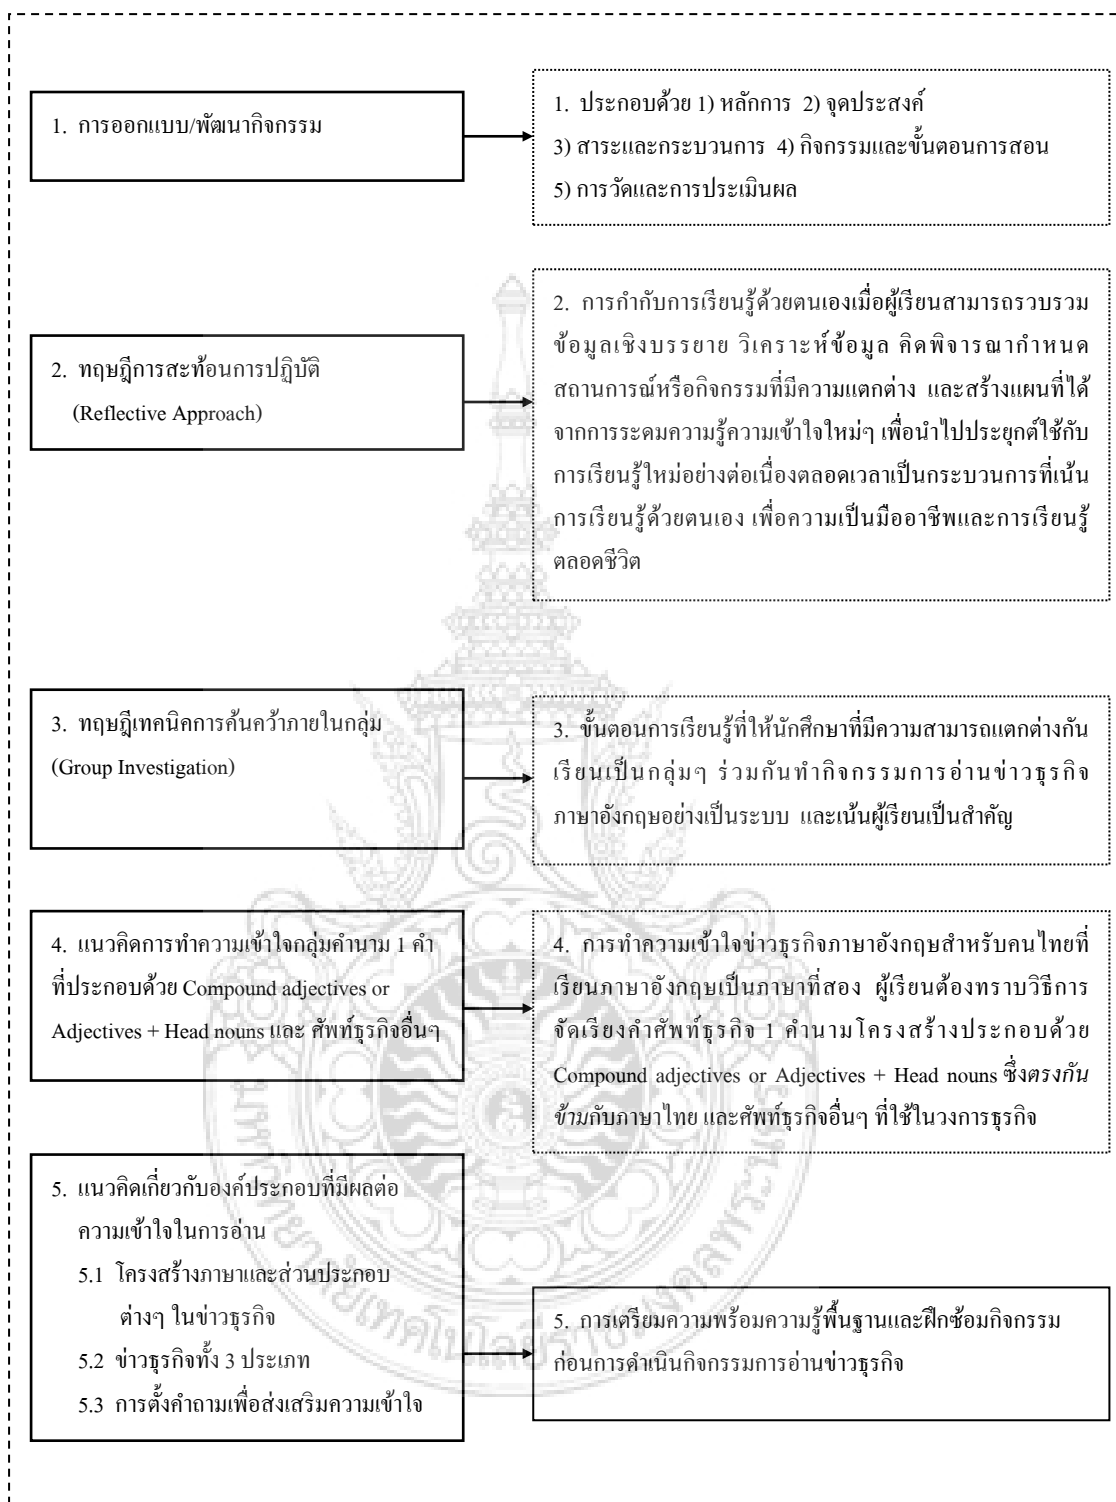 1. การออกแบบ/พัฒนากิจกรรม
1. ประกอบด้วย 1) หลักการ 2) จุดประสงค์
3) สาระและกระบวนการ 4) กิจกรรมและขั้นตอนการสอน
5) การวัดและการประเมินผล
2. ทฤษฎีการสะท้อนการปฏิบัติ
(Reflective Approach)
2. การกำกับการเรียนรู้ด้วยตนเองเมื่อผู้เรียนสามารถรวบรวม
ข้อมูลเชิงบรรยาย วิเคราะห์ข้อมูล คิดพิจารณากำหนด
สถานการณ์หรือกิจกรรมที่มีความแตกต่าง และสร้างแผนที่ได้
จากการระดมความรู้ความเข้าใจใหม่ๆ เพื่อนำไปประยุกต์ใช้กับ
การเรียนรู้ใหม่อย่างต่อเนื่องตลอดเวลาเป็นกระบวนการที่เน้น
การเรียนรู้ด้วยตนเอง เพื่อความเป็นมืออาชีพและการเรียนรู้
ตลอดชีวิต
3. ทฤษฎีเทคนิคการค้นคว้าภายในกลุ่ม
(Group Investigation)
3. ขั้นตอนการเรียนรู้ที่ให้นักศึกษาที่มีความสามารถแตกต่างกัน
เรียนเป็นกลุ่มๆ ร่วมกันทำกิจกรรมการอ่านข่าวธุรกิจ
ภาษาอังกฤษอย่างเป็นระบบ และเน้นผู้เรียนเป็นสำคัญ
4. แนวคิดการทำความเข้าใจกลุ่มคำนาม 1 คำ
ที่ประกอบด้วย Compound adjectives or
Adjectives + Head nouns และ ศัพท์ธุรกิจอื่นๆ
4. การทำความเข้าใจข่าวธุรกิจภาษาอังกฤษสำหรับคนไทยที่
เรียนภาษาอังกฤษเป็นภาษาที่สอง ผู้เรียนต้องทราบวิธีการ
จัดเรียงคำศัพท์ธุรกิจ 1 คำนามโครงสร้างประกอบด้วย
Compound adjectives or Adjectives + Head nouns ซึ่งตรงกัน
ข้ามกับภาษาไทย และศัพท์ธุรกิจอื่นๆ ที่ใช้ในวงการธุรกิจ
5. แนวคิดเกี่ยวกับองค์ประกอบที่มีผลต่อ
ความเข้าใจในการอ่าน
5.1 โครงสร้างภาษาและส่วนประกอบ
ต่างๆ ในข่าวธุรกิจ
5.2 ข่าวธุรกิจทั้ง 3 ประเภท
5.3 การตั้งคำถามเพื่อส่งเสริมความเข้าใจ
5. การเตรียมความพร้อมความรู้พื้นฐานและฝึกซ้อมกิจกรรม
ก่อนการดำเนินกิจกรรมการอ่านข่าวธุรกิจ
มหาวิทยาลัยเทคโนโลยีราชมงคลพระนคร